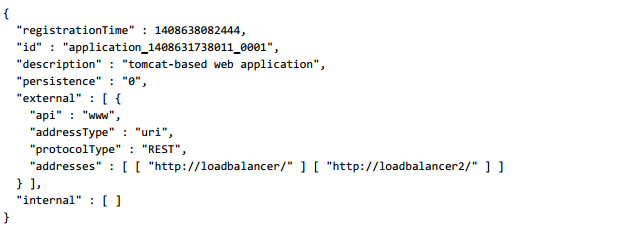 {
"registrationTime" : 1408638082444,
"id" : "application_1408631738011_0001",
"description" : "tomcat-based web application",
"persistence" : "0",
"external" : [ {
"api" : "www",
"addressType" : "uri",
"protocolType" : "REST",
"addresses" : [ [ "http://loadbalancer/" ] [ "http://loadbalancer2/" ] ]
} ],
"internal" : [ ]
}